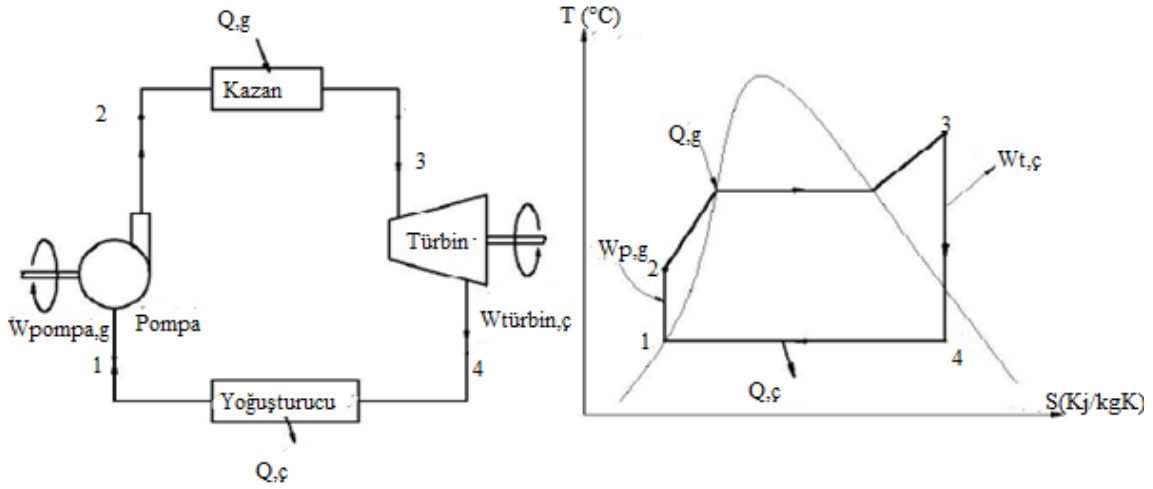 Q,g
Kazan
2
3
Türbin
Wpompa,g
Pompa
Wtürbin,ç
1
4
Yoğuşturucu
Q,ç
T (°C)
3
Q,g
Wt,ç
Wp,g
2
1
4
Q,ç
S(Kj/kgK)